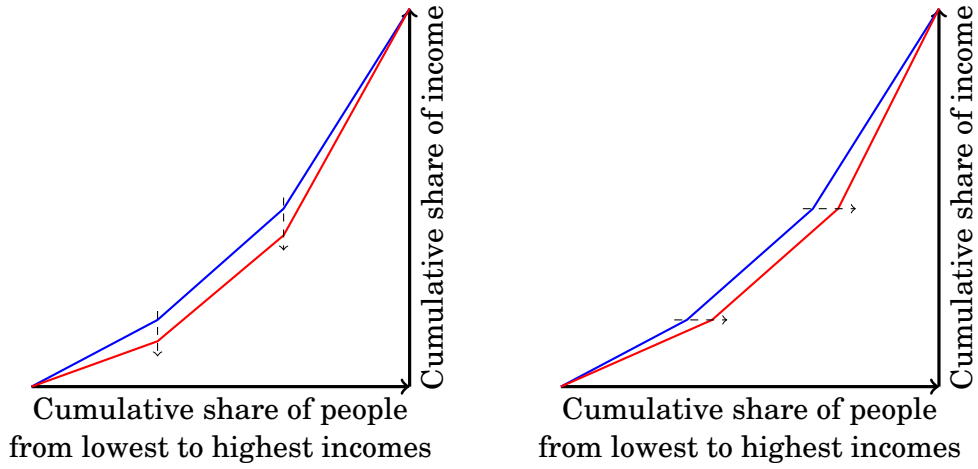 Cumulative share of income
Cumulative share of people
from lowest to highest incomes
Cumulative share of income
Cumulative share of people
from lowest to highest incomes